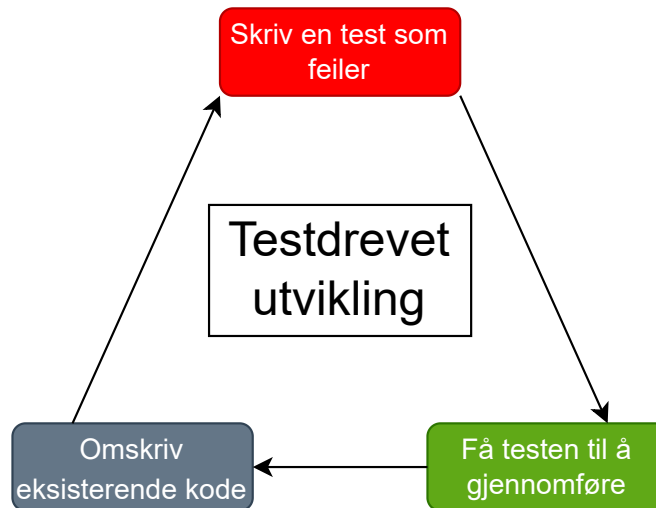 Skriv en test som
feiler
Testdrevet
utvikling
Omskriv
eksisterende kode
Få testen til å
gjennomføre